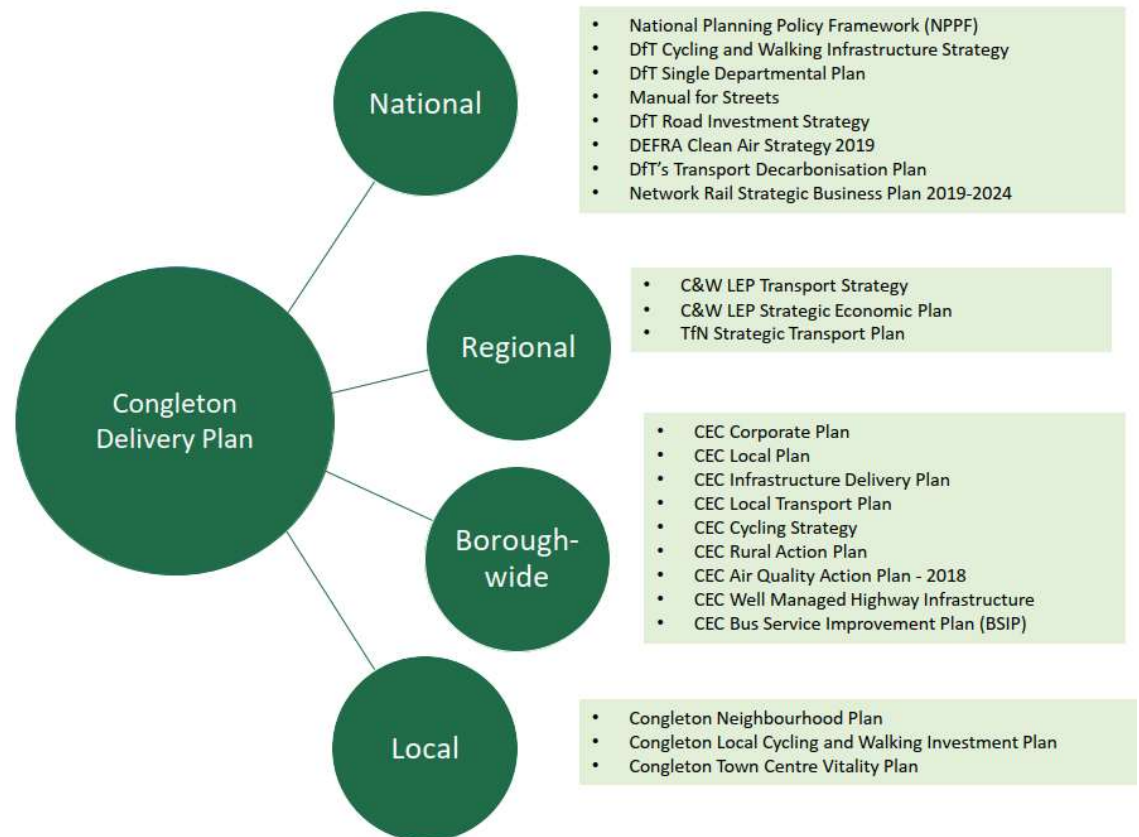 National
• National Planning Policy Framework (NPPF)
• DfT Cycling and Walking Infrastructure Strategy
• DfT Single Departmental Plan
• Manual for Streets
• DfT Road Investment Strategy
• DEFRA Clean Air Strategy 2019
• DfT's Transport Decarbonisation Plan
• Network Rail Strategic Business Plan 2019-2024
Regional
• C&W LEP Transport Strategy
• C&W LEP Strategic Economic Plan
• TfN Strategic Transport Plan
Congleton
Delivery Plan
Borough-
wide
• CEC Corporate Plan
• CEC Local Plan
• CEC Infrastructure Delivery Plan
• CEC Local Transport Plan
• CEC Cycling Strategy
• CEC Rural Action Plan
• CEC Air Quality Action Plan - 2018
• CEC Well Managed Highway Infrastructure
• CEC Bus Service Improvement Plan (BSIP)
Local
• Congleton Neighbourhood Plan
• Congleton Local Cycling and Walking Investment Plan
• Congleton Town Centre Vitality Plan